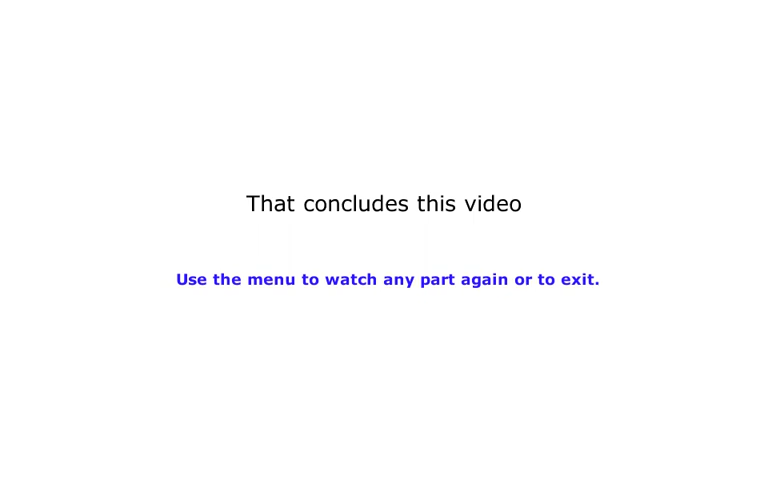 That concludes this video
Use the menu to watch any part again or to exit.